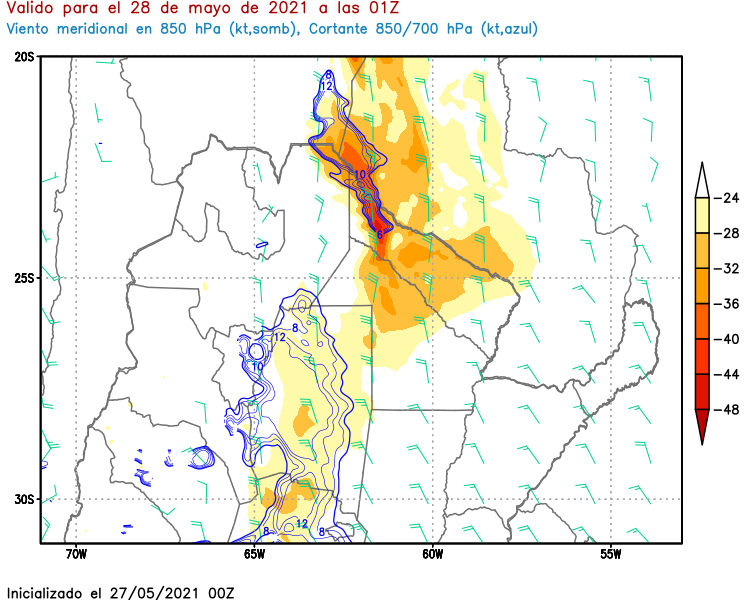 Valido para el 28 de mayo de 2021 a las 01Z
Viento meridional en 850 hPa (kt,somb), Cortante 850/700 hPa (kt,azul)
20S
8
12
10
6
-24
-28
-32
-36
-40
-44
-48
25S
8
12
10
30S
8
12
8
70W
65W
60W
55W
Inicializado el 27/05/2021 00Z